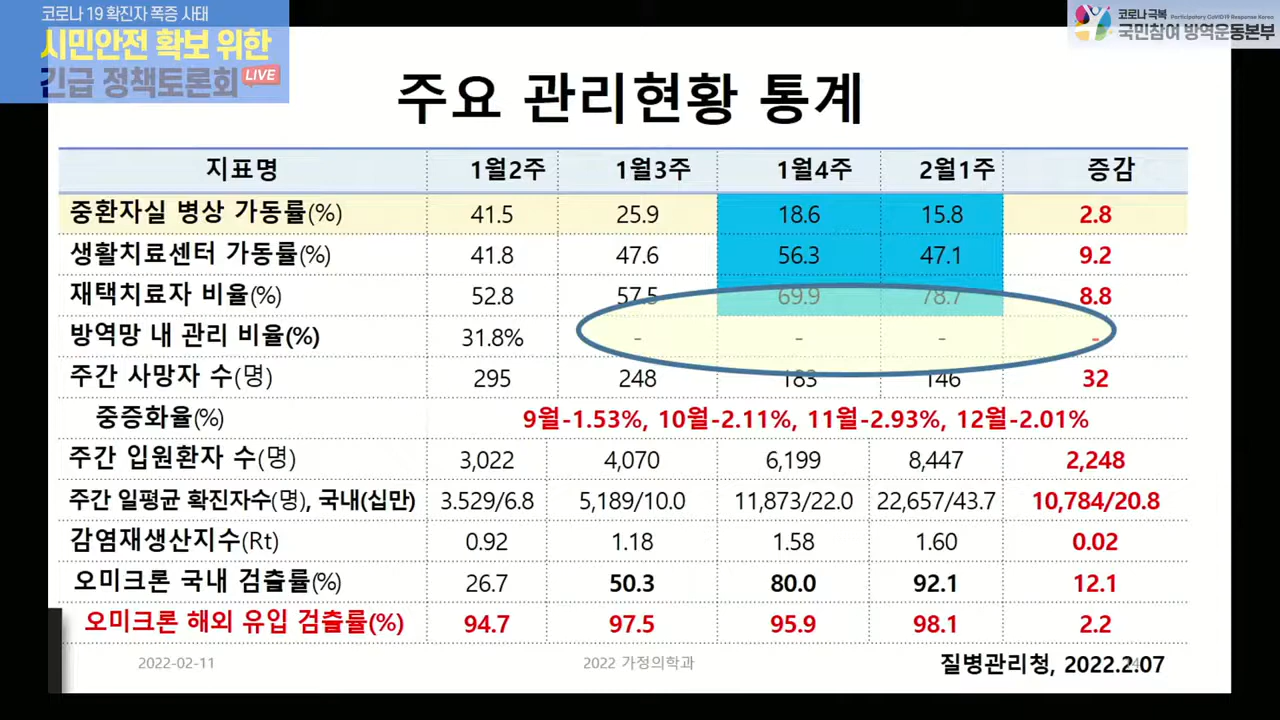 코로나 19 확진자 폭증 사태
시민안전 확보 위한
긴급 정책토론회 LIVE
코로나 극복 Participatory CoVID19 Response Korea
국민참여 방역운동본부
주요 관리현황 통계
지표명 1월2주 1월3주 1월4주 2월1주 증감
중환자실 병상 가동률(%) 41.5 25.9 18.6 15.8 2.8
생활치료센터 가동률(%) 41.8 47.6 56.3 47.1 9.2
재택치료자 비율(%) 52.8 57.5 69.9 78.7 8.8
방역망 내 관리 비율(%) 31.8% - - - -
주간 사망자 수(명) 295 248 183 146 32
중증화율(%) 9월-1.53%, 10월-2.11%, 11월-2.93%, 12월-2.01%
주간 입원환자 수(명) 3,022 4,070 6,199 8,447 2,248
주간 일평균 확진자수(명), 국내(십만) 3.529/6.8 5,189/10.0 11,873/22.0 22,657/43.7 10,784/20.8
감염재생산지수(Rt) 0.92 1.18 1.58 1.60 0.02
오미크론 국내 검출률(%) 26.7 50.3 80.0 92.1 12.1
오미크론 해외 유입 검출률(%) 94.7 97.5 95.9 98.1 2.2
2022-02-11 2022 가정의학과 질병관리청, 2022.2.07